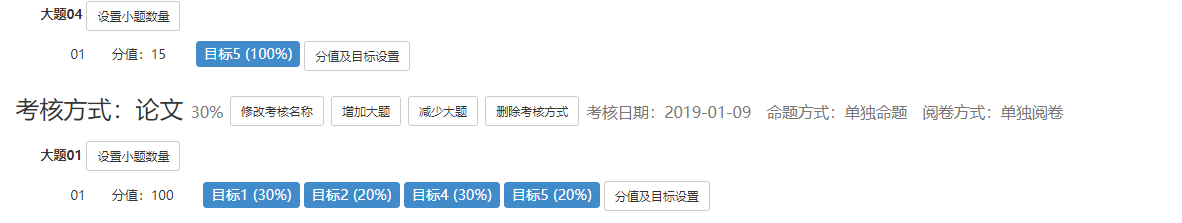 大题04 设置小题数量
01 分值：15 目标5 (100%) 分值及目标设置
考核方式：论文 30% 修改考核名称 增加大题 减少大题 删除考核方式 考核日期：2019-01-09 命题方式：单独命题 阅卷方式：单独阅卷
大题01 设置小题数量
01 分值：100 目标1 (30%) 目标2 (20%) 目标4 (30%) 目标5 (20%) 分值及目标设置